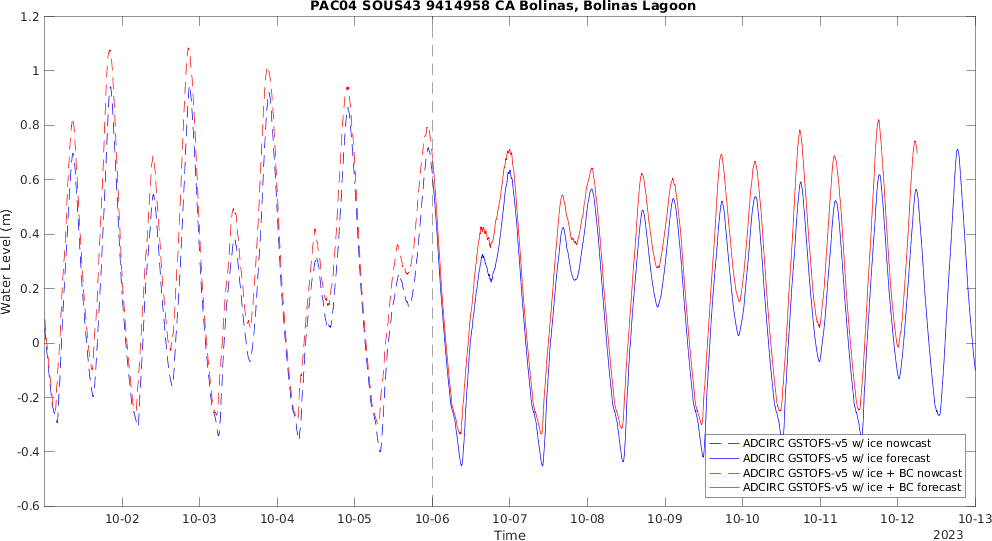 PAC04 SOUS43 9414958 CA Bolinas, Bolinas Lagoon
1.2
1
0.8
0.6
0.4
0.2
0
-0.2
-0.4
-0.6
Water Level (m)
ADCIRC GSTOFS-v5 w/ ice nowcast
ADCIRC GSTOFS-v5 w/ ice forecast
ADCIRC GSTOFS-v5 w/ ice + BC nowcast
ADCIRC GSTOFS-v5 w/ ice + BC forecast
10-02 10-03 10-04 10-05 10-06 10-07 10-08 10-09 10-10 10-11 10-12 10-13
Time
2023